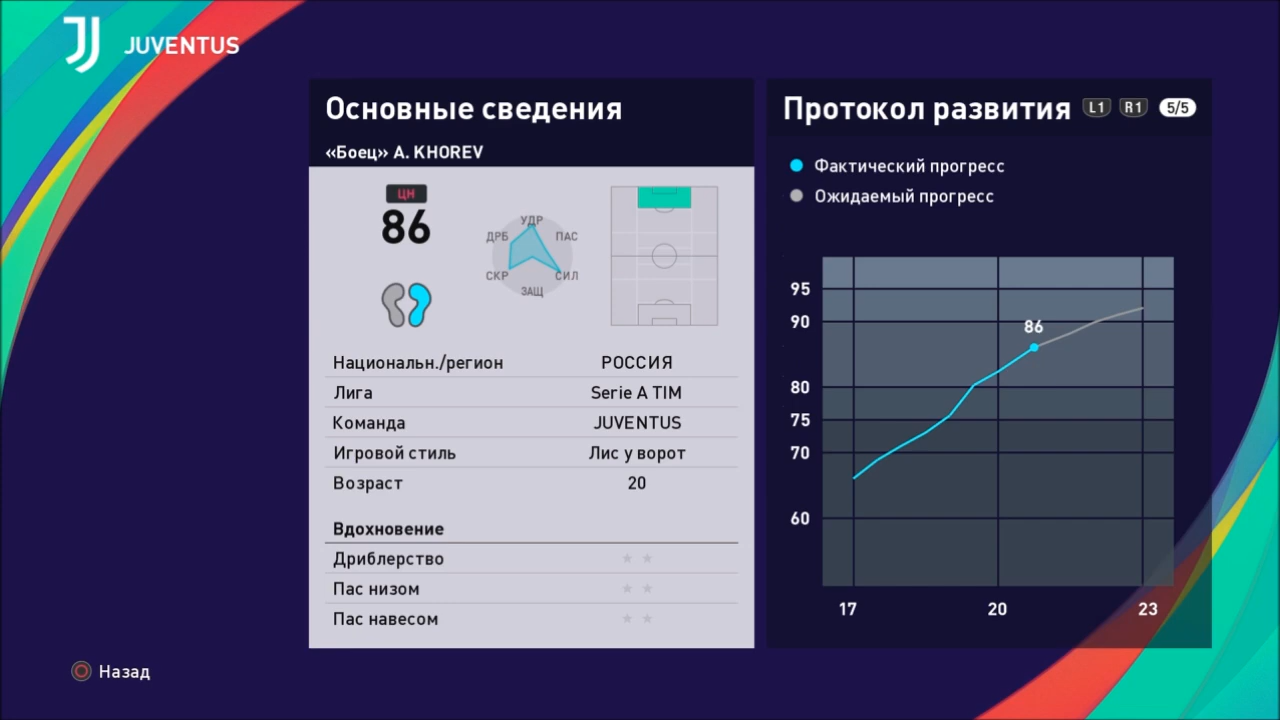 JUVENTUS
Основные сведения
«Боец» A. KHOREV
ЦН
86
УДР
ДРБ ПАС
СКР СИЛ
ЗАЩ
Национальн./регион РОССИЯ
Лига Serie A TIM
Команда JUVENTUS
Игровой стиль Лис у ворот
Возраст 20
Вдохновение
Дриблерство ★ ★
Пас низом ★ ★
Пас навесом ★ ★
Протокол развития L1 R1 5/5
Фактический прогресс
Ожидаемый прогресс
95
90
86
80
75
70
60
17 20 23
Назад